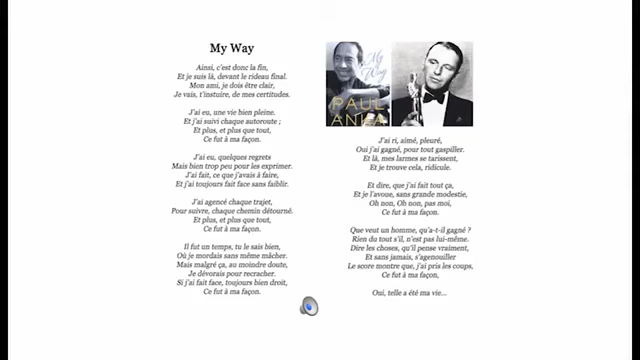 My Way
Ainsi, c'est donc la fin,
Et je suis là, devant le rideau final.
Mon ami, je dois être clair,
Je vais, t'instuire, de mes certitudes.
J'ai eu, une vie bien pleine.
Et j'ai suivi chaque autoroute ;
Et plus, et plus que tout,
Ce fut à ma façon.
J'ai eu, quelques regrets
Mais bien trop peu pour les exprimer.
J'ai fait, ce que j'avais à faire,
Et j'ai toujours fait face sans faiblir.
J'ai agencé chaque trajet,
Pour suivre, chaque chemin détourné.
Et plus, et plus que tout,
Ce fut à ma façon.
Il fut un temps, tu le sais bien,
Où je mordais sans même mâcher.
Mais malgré ça, au moindre doute,
Je dévorais pour recracher.
Si j'ai fait face, toujours bien droit,
Ce fut à ma façon.
My
Way
PAUL
ANKA
J'ai ri, aimé, pleuré,
Oui j'ai gagné, pour tout gaspiller.
Et là, mes larmes se tarissent,
Et je trouve cela, ridicule.
Et dire, que j'ai fait tout ça,
Et je l'avoue, sans grande modestie,
Oh non, Oh non, pas moi,
Ce fut à ma façon.
Que veut un homme, qu'a-t-il gagné ?
Rien du tout s'il, n'est pas lui-même.
Dire les choses, qu'il pense vraiment,
Et sans jamais, s'agenouiller
Le score montre que, j'ai pris les coups,
Ce fut à ma façon,
Oui, telle a été ma vie...